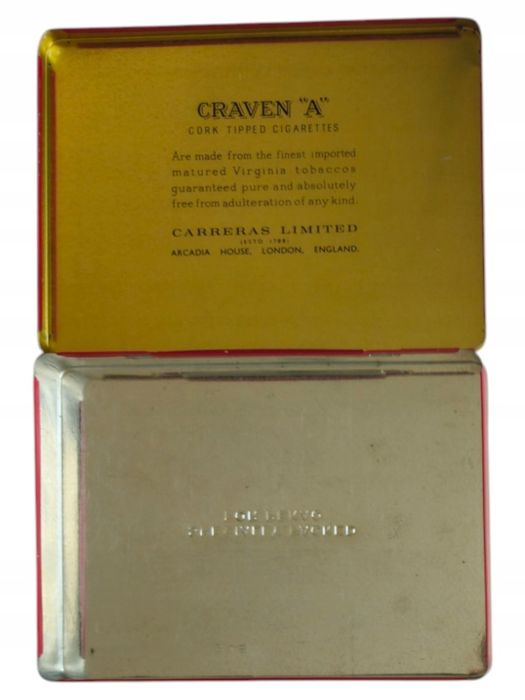 CRAVEN "A"
CORK TIPPED CIGARETTES
Are made from the finest imported
matured Virginia tobaccos
guaranteed pure and absolutely
free from adulteration of any kind.
CARRERAS LIMITED
(ESTD 1788)
ARCADIA HOUSE, LONDON, ENGLAND.